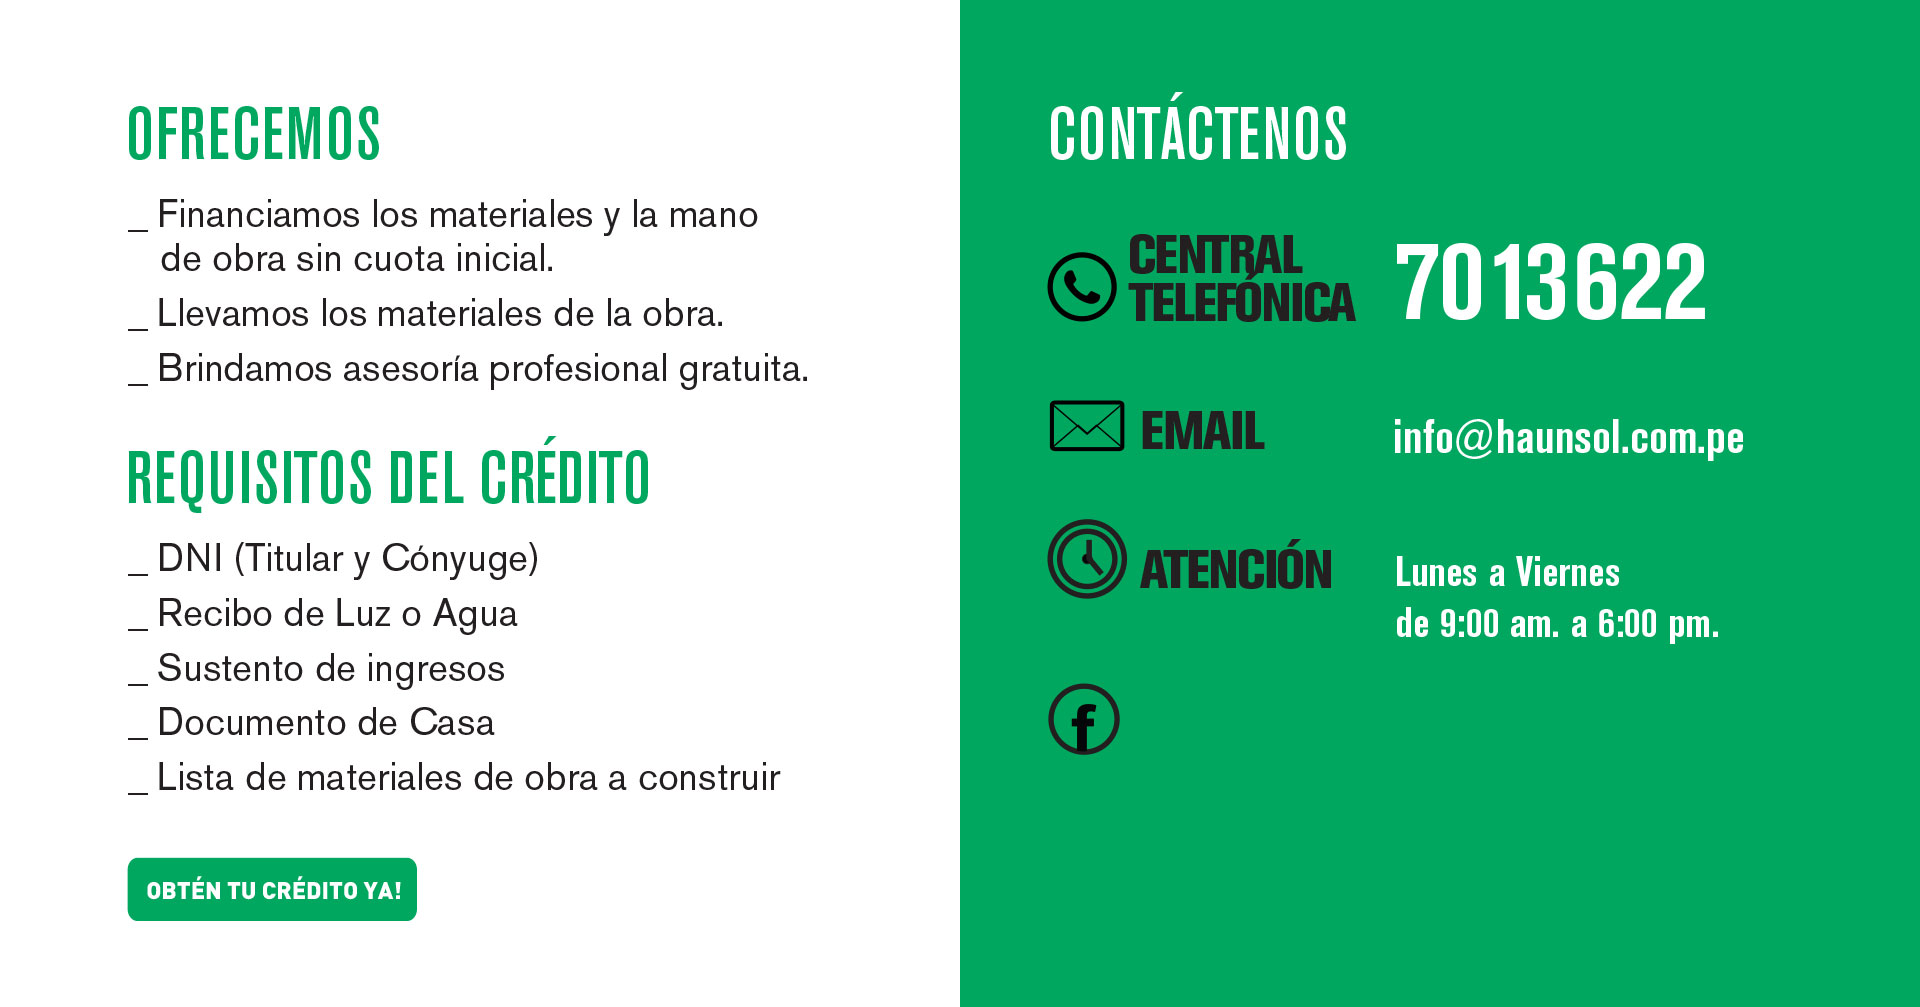 OFRECEMOS
_ Financiamos los materiales y la mano
de obra sin cuota inicial.
_ Llevamos los materiales de la obra.
_ Brindamos asesoría profesional gratuita.
REQUISITOS DEL CRÉDITO
_ DNI (Titular y Cónyuge)
_ Recibo de Luz o Agua
_ Sustento de ingresos
_ Documento de Casa
_ Lista de materiales de obra a construir
OBTÉN TU CRÉDITO YA!
CONTÁCTENOS
CENTRAL
TELEFÓNICA
7013622
EMAIL
info@haunsol.com.pe
ATENCIÓN
Lunes a Viernes
de 9:00 am. a 6:00 pm.
f